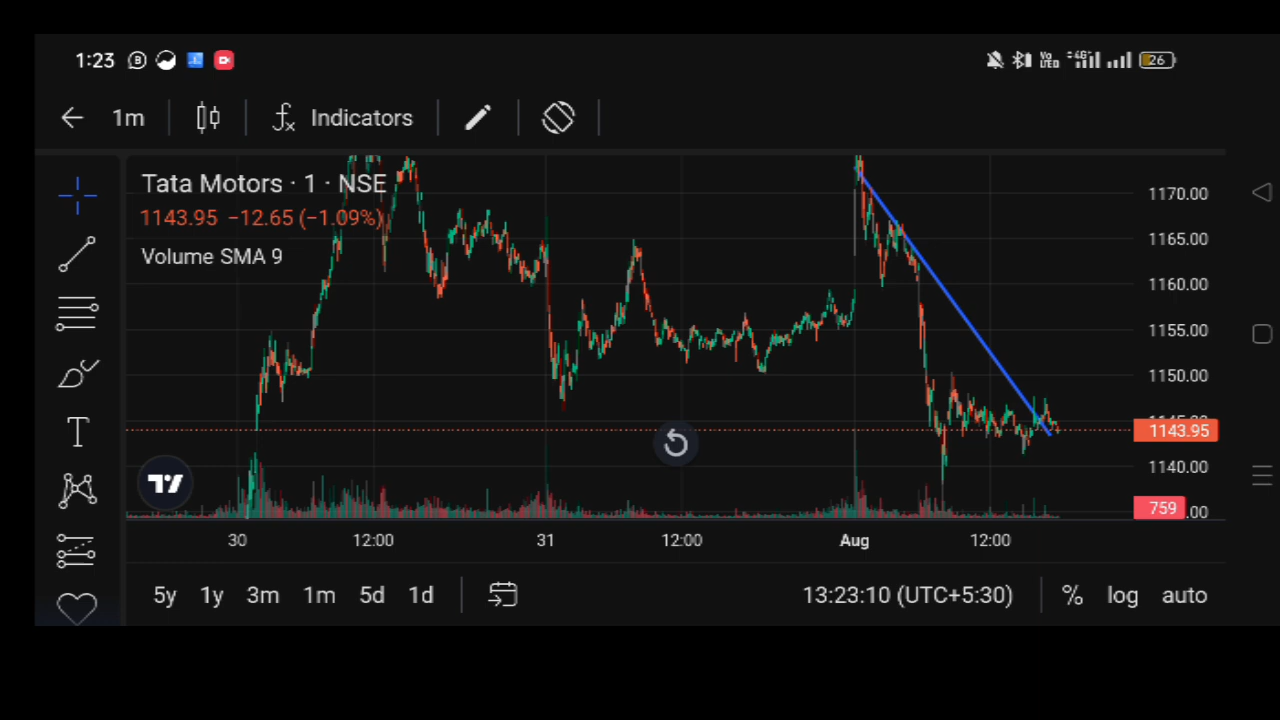 1:23 26
1m Indicators
Tata Motors · 1 · NSE
1143.95 −12.65 (−1.09%)
Volume SMA 9
1170.00
1165.00
1160.00
1155.00
1150.00
1143.95
1140.00
759 .00
30 12:00 31 12:00 Aug 12:00
5y 1y 3m 1m 5d 1d 13:23:10 (UTC+5:30) % log auto